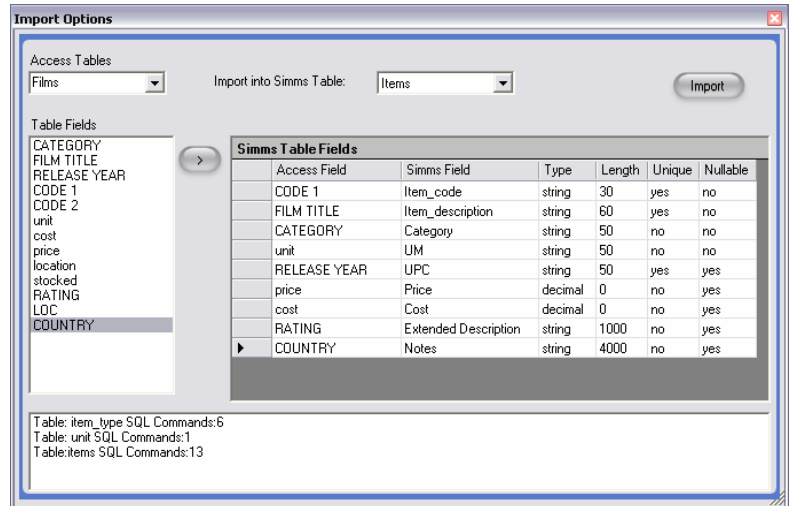 Import Options
Access Tables
Films
Import into Simms Table:
Items
Import
Table Fields
CATEGORY
FILM TITLE
RELEASE YEAR
CODE 1
CODE 2
unit
cost
price
location
stocked
RATING
LOC
COUNTRY
>
Simms Table Fields
Access Field Simms Field Type Length Unique Nullable
CODE 1 Item_code string 30 yes no
FILM TITLE Item_description string 60 yes no
CATEGORY Category string 50 no no
unit UM string 50 no no
RELEASE YEAR UPC string 50 yes yes
price Price decimal 0 no yes
cost Cost decimal 0 no yes
RATING Extended Description string 1000 no yes
COUNTRY Notes string 4000 no yes
Table: item_type SQL Commands:6
Table: unit SQL Commands:1
Table:items SQL Commands:13